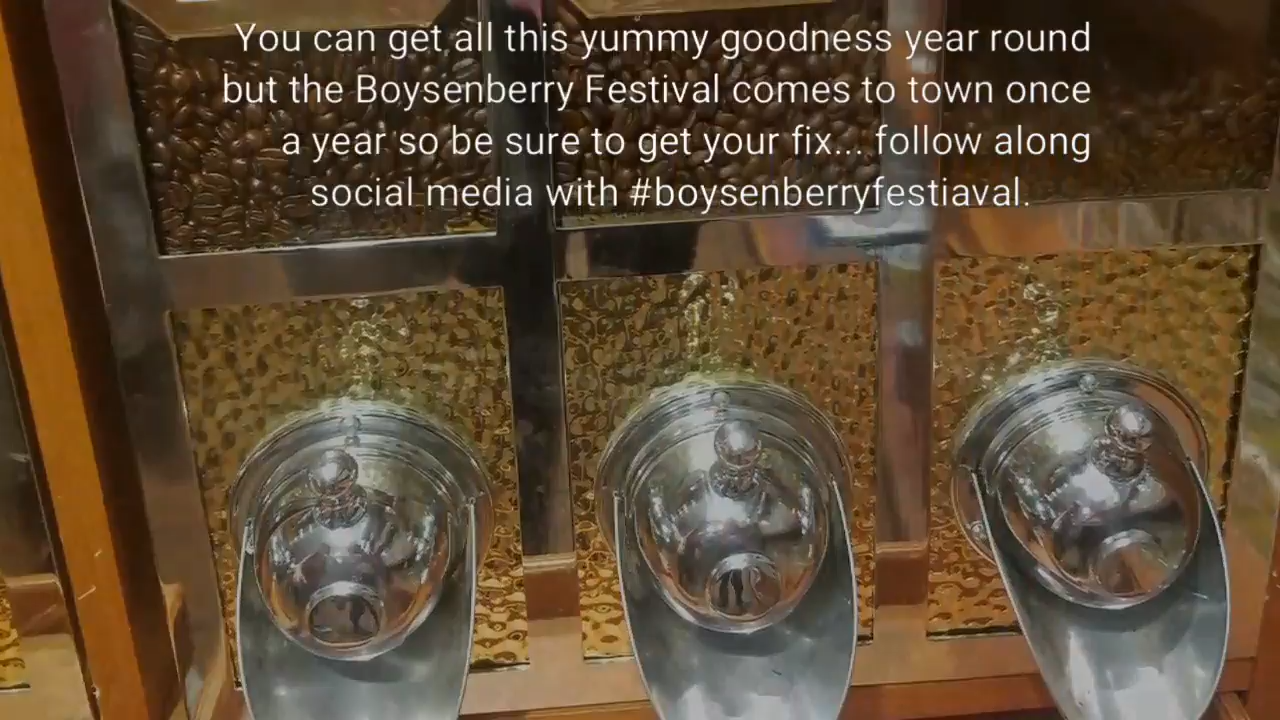 You can get all this yummy goodness year round
but the Boysenberry Festival comes to town once
a year so be sure to get your fix... follow along
social media with #boysenberryfestiaval.